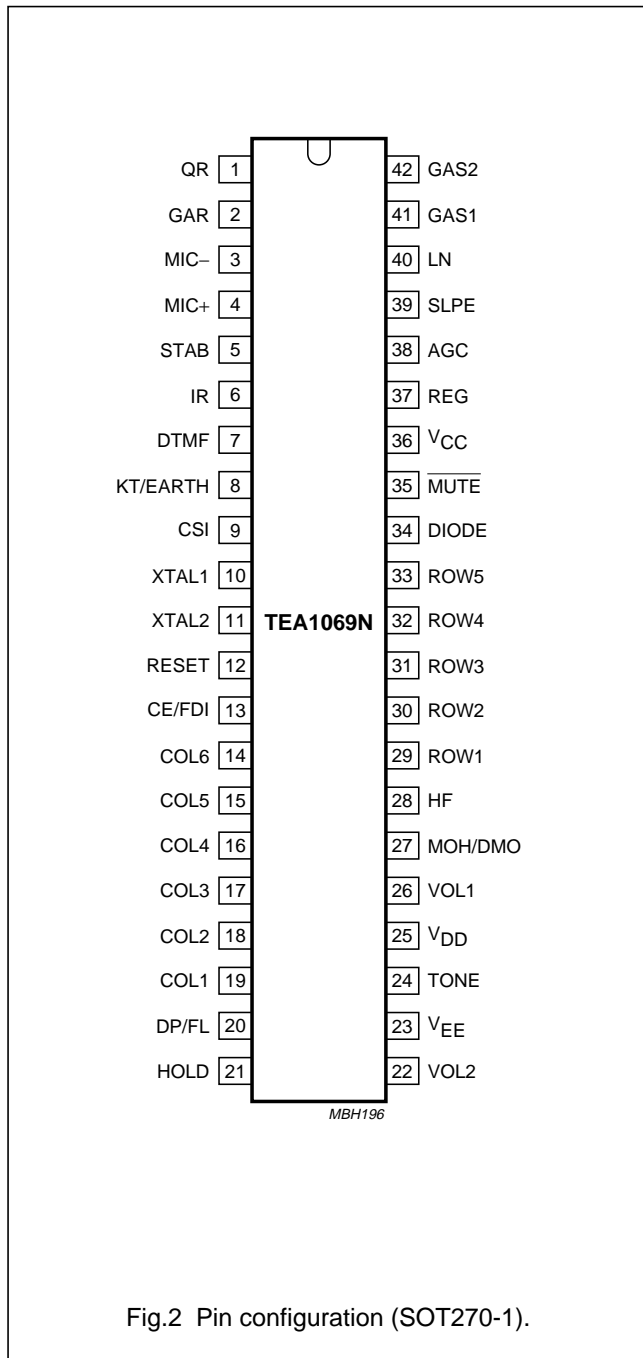 QR 1 42 GAS2
GAR 2 41 GAS1
MIC− 3 40 LN
MIC+ 4 39 SLPE
STAB 5 38 AGC
IR 6 37 REG
DTMF 7 36 VCC
KT/EARTH 8 35 M̅U̅T̅E̅
CSI 9 34 DIODE
XTAL1 10 33 ROW5
XTAL2 11 TEA1069N 32 ROW4
RESET 12 31 ROW3
CE/FDI 13 30 ROW2
COL6 14 29 ROW1
COL5 15 28 HF
COL4 16 27 MOH/DMO
COL3 17 26 VOL1
COL2 18 25 VDD
COL1 19 24 TONE
DP/FL 20 23 VEE
HOLD 21 22 VOL2
MBH196
Fig.2 Pin configuration (SOT270-1).